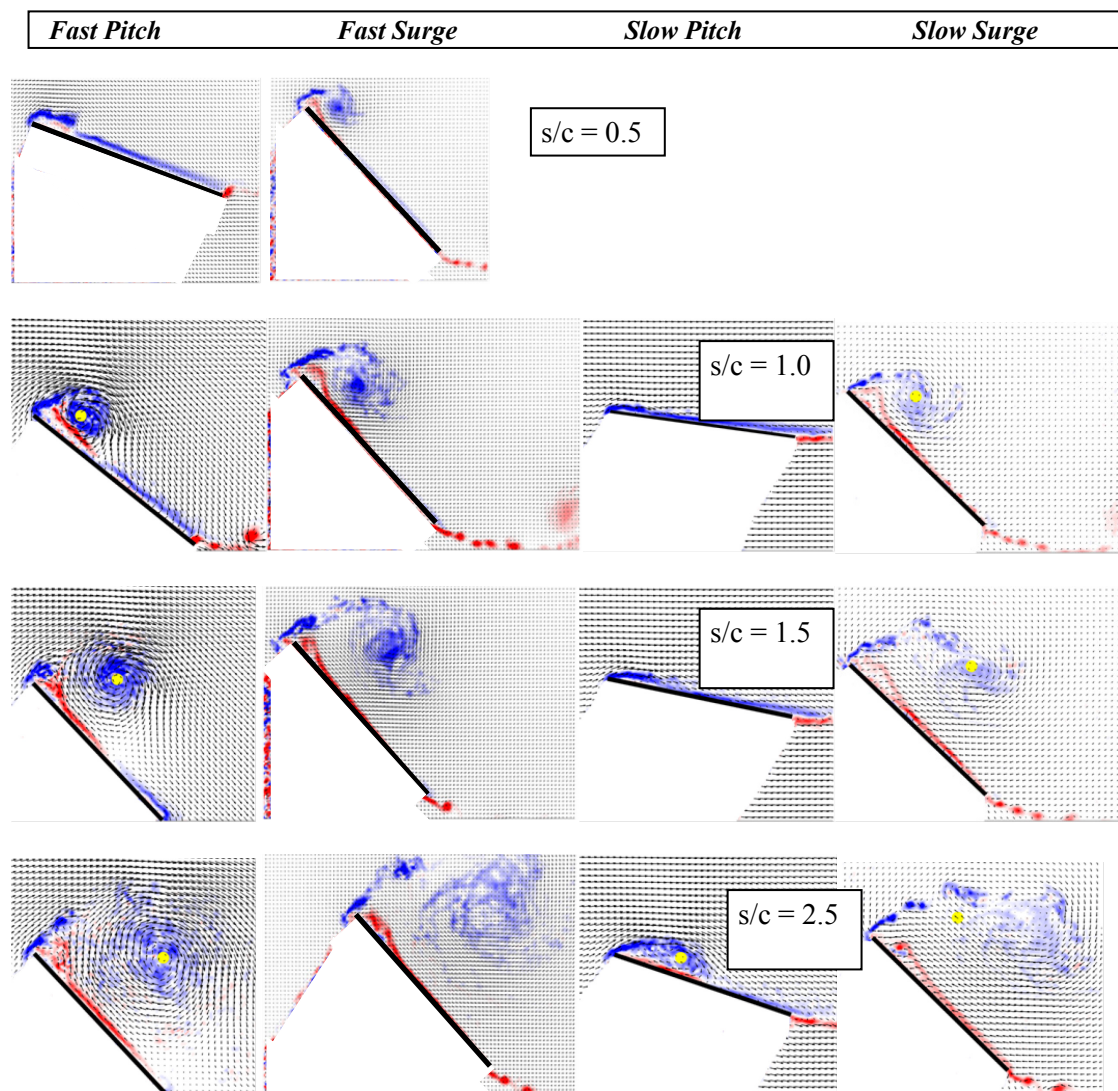 Fast Pitch Fast Surge Slow Pitch Slow Surge
s/c = 0.5
s/c = 1.0
s/c = 1.5
s/c = 2.5